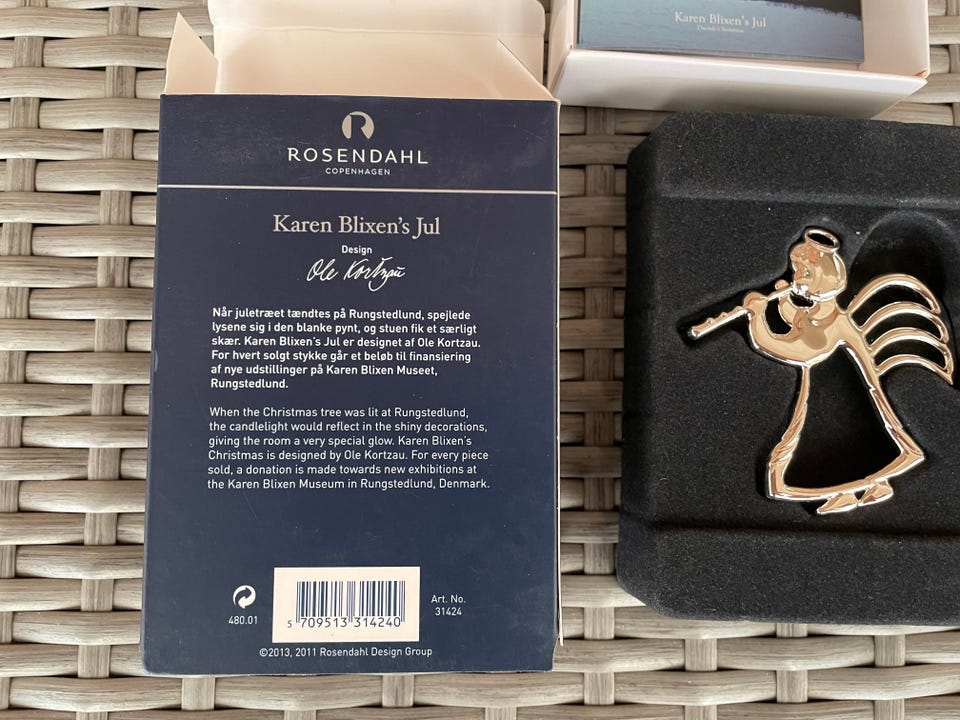 Karen Blixen's Jul
Danish Christmas
ROSENDAHL
COPENHAGEN
Karen Blixen's Jul
Design
Ole Kortzau
Når juletræet tændtes på Rungstedlund, spejlede
lysene sig i den blanke pynt, og stuen fik et særligt
skær. Karen Blixen's Jul er designet af Ole Kortzau.
For hvert solgt stykke går et beløb til finansiering
af nye udstillinger på Karen Blixen Museet,
Rungstedlund.
When the Christmas tree was lit at Rungstedlund,
the candlelight would reflect in the shiny decorations,
giving the room a very special glow. Karen Blixen's
Christmas is designed by Ole Kortzau. For every piece
sold, a donation is made towards new exhibitions at
the Karen Blixen Museum in Rungstedlund, Denmark.
480.01
5 709513 314240
Art. No.
31424
©2013, 2011 Rosendahl Design Group